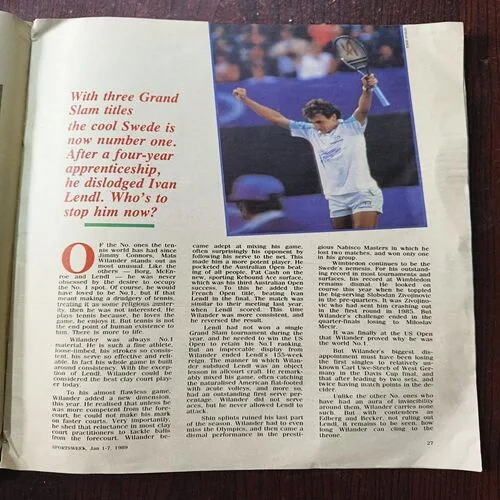 With three Grand
Slam titles
the cool Swede is
now number one.
After a four-year
apprenticeship,
he dislodged Ivan
Lendl. Who's to
stop him now?
OF the No. ones the ten-
nis world has had since
Jimmy Connors, Mats
Wilander stands out as
most unusual. Like the
others — Borg, McEn-
roe and Lendl — he was never
obsessed by the desire to occupy
the No. 1 spot. Of course, he would
have loved to be No. 1, but if it
meant making a drudgery of tennis,
treating it as some religious auster-
ity, then he was not interested. He
plays tennis because he loves the
game, he enjoys it. But tennis is not
the end point of human existence to
him. There is more to life.
Wilander was always No.1
material. He is such a fine athlete,
loose-limbed, his strokes so consis-
tent, his serve so effective and reli-
able. In fact his whole game is built
around consistency. With the excep-
tion of Lendl, Wilander could be
considered the best clay court play-
er today.
To his almost flawless game,
Wilander added a new dimension,
this year. He realised that unless he
was more competent from the fore-
court, he could not make his mark
on faster courts. Very importantly,
he shed that reluctance in most clay
court practitioners to tackle balls
from the forecourt. Wilander be-
came adept at mixing his game,
often surprisingly his opponent by
following his serve to the net. This
made him a more potent player. He
pocketed the Australian Open beat-
ing of all people, Pat Cash on the
new, sporting Rebound Ace surface,
which was his third Australian Open
success. To this he added the
French Open crown, beating Henri
Lendl in the final. The match was
similar to their meeting last year,
when Lendl scored. This time
Wilander was more consistent, and
the reverse the result.
Lendl had not won a single
Grand Slam tournament during the
year, and he needed to win the US
Open to retain his No.1 ranking.
An impeccable display from
Wilander ended Lendl's 155-week
reign. The manner in which Wilan-
der subdued Lendl was an object
lesson in allcourt craft. He remark-
ably mixed his game, often catching
the naturalised American flat-footed
with acute volleys, and more so,
had an outstanding first serve per-
centage. Wilander did not serve
aces, but he never allowed Lendl to
attack.
Shin splints ruined his last part
of the season. Wilander had to even
miss the Olympics, and then came a
dismal performance in the presti-
gious Nabisco Masters in which he
lost two matches, and won only one
in his group.
Wimbledon continues to be the
Swede's nemesis. For his outstand-
ing record in most tournaments and
surfaces, his record at Wimbledon
remains dismal. He looked on
course this year when he toppled
the big-serving Slobodan Zivojinovic
in the pre-quarters. It was Zivojino-
vic who had sent him crashing out
in the first round in 1985. But
Wilander's challenge ended in the
quarter-finals losing to Miloslav
Mecir.
It was finally at the US Open
that Wilander proved why he was
the world No.1.
But Wilander's biggest dis-
appointment must have been losing
the first singles to relatively un-
known Carl Uwe-Steeb of West Ger-
many in the Davis Cup final, and
that after leading by two sets, and
twice having match points in the de-
cider.
Unlike the other No. ones who
have had an aura of invincibility
around them, Wilander carries none
such. But with contenders as
Edberg and Becker, not ruling out
Lendl, it remains to be seen, how
long Wilander can cling to the
throne.
SPORTSWEEK, Jan 1-7, 1989
27